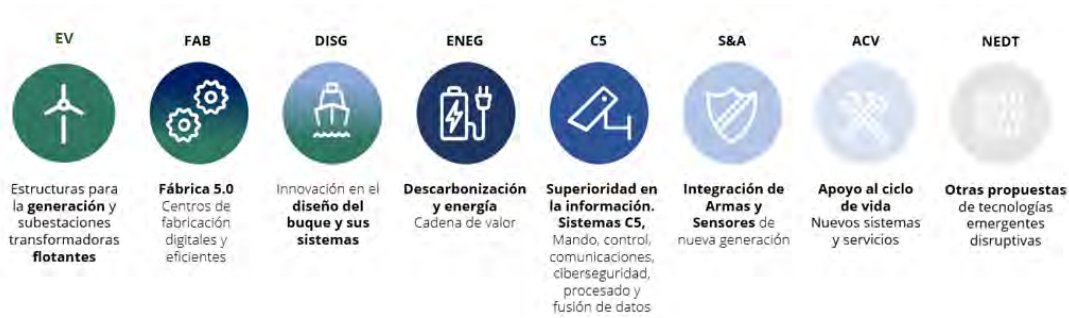 EV
Estructuras para
la generación y
subestaciones
transformadoras
flotantes
FAB
Fábrica 5.0
Centros de
fabricación
digitales y
eficientes
DISG
Innovación en el
diseño del
buque y sus
sistemas
ENEG
Descarbonización
y energía
Cadena de valor
C5
Superioridad en
la información.
Sistemas C5,
Mando, control,
comunicaciones,
ciberseguridad,
procesado y
fusión de datos
S&A
Integración de
Armas y
Sensores de
nueva generación
ACV
Apoyo al ciclo
de vida
Nuevos sistemas
y servicios
NEDT
Otras propuestas
de tecnologías
emergentes
disruptivas